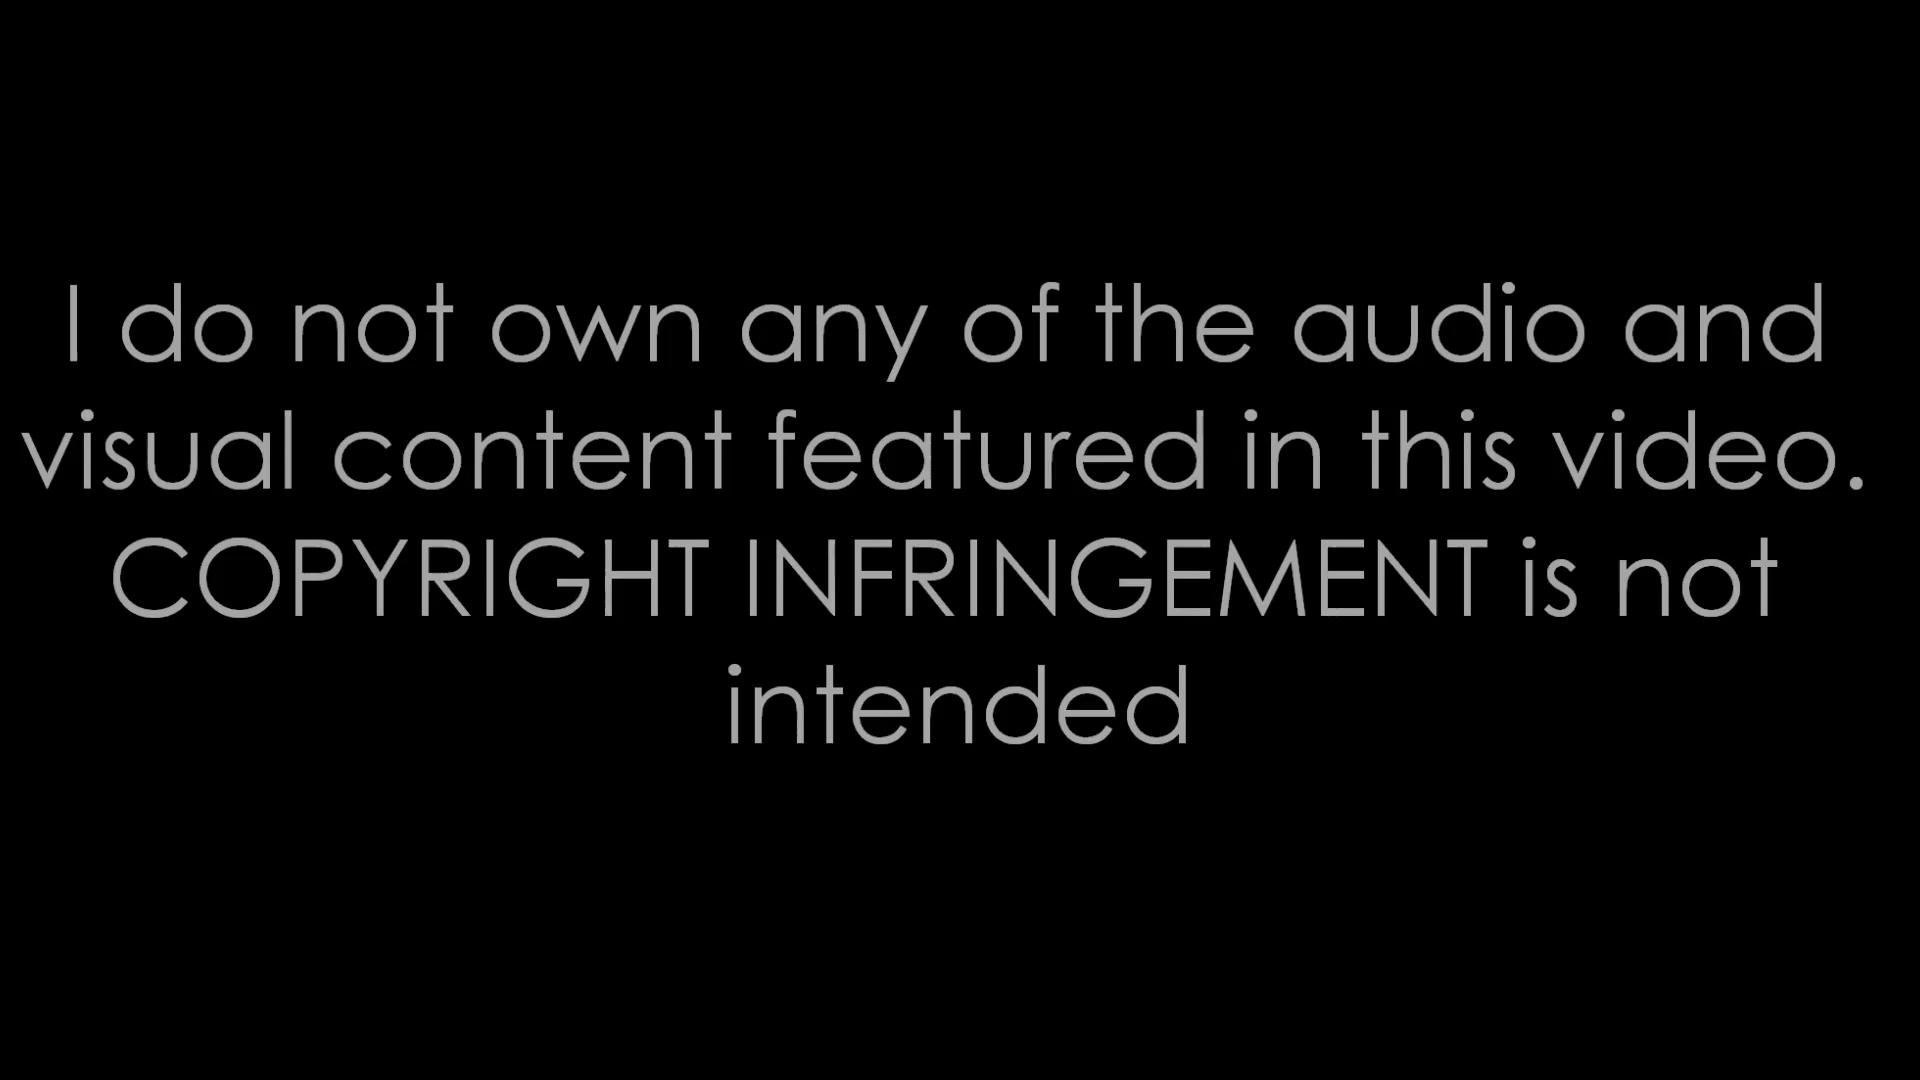 I do not own any of the audio and
visual content featured in this video.
COPYRIGHT INFRINGEMENT is not
intended